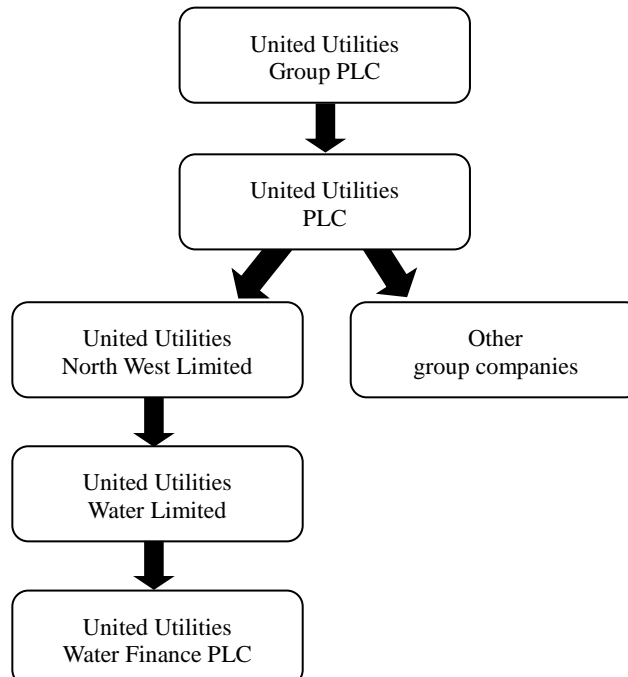 United Utilities
Group PLC
United Utilities
PLC
United Utilities
North West Limited
Other
group companies
United Utilities
Water Limited
United Utilities
Water Finance PLC